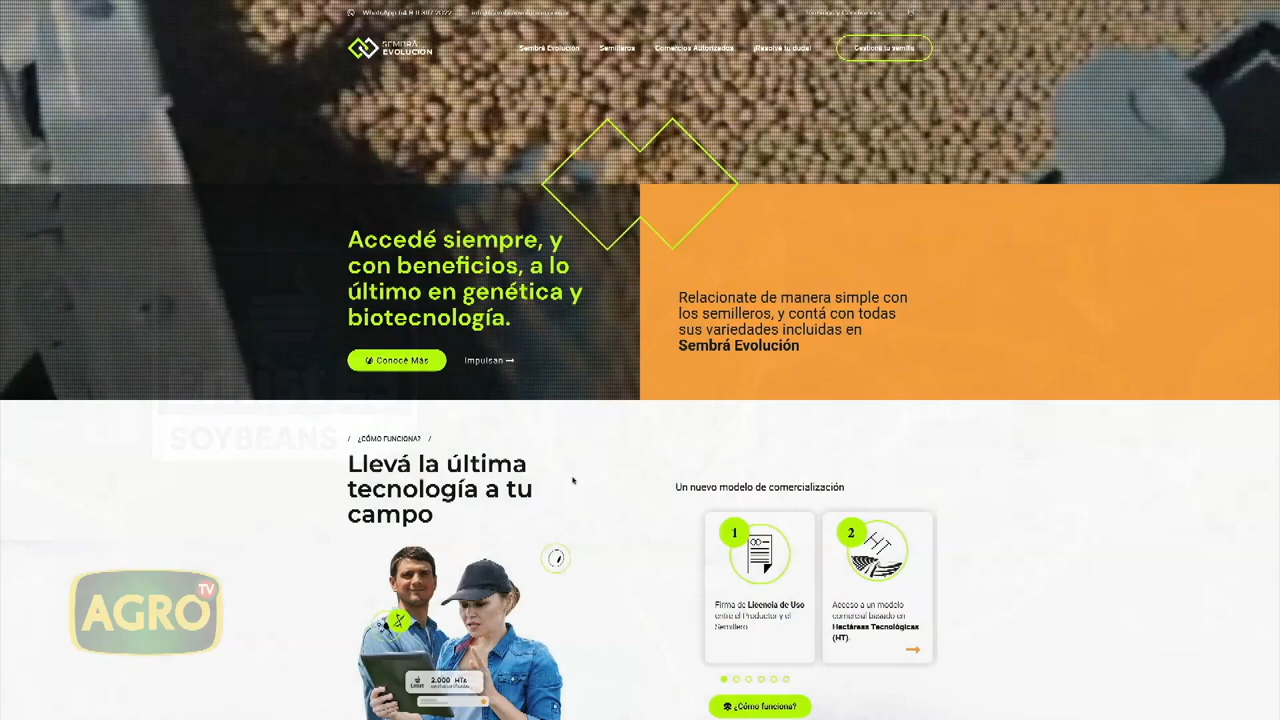 SEMBRÁ
EVOLUCIÓN
Sembrá Evolución
Semilleros
Comercios Autorizados
¡Resolvé tu duda!
Gestioná tu semilla
Accedé siempre, y
con beneficios, a lo
último en genética y
biotecnología.
Conocé Más
Impulsan
Relacionate de manera simple con
los semilleros, y contá con todas
sus variedades incluidas en
Sembrá Evolución
SOYBEANS
/ ¿CÓMO FUNCIONA? /
Llevá la última
tecnología a tu
campo
Un nuevo modelo de comercialización
1
Firma de Licencia de Uso
entre el Productor y el
Semillero
2
HT
Acceso a un modelo
comercial basado en
Hectáreas Tecnológicas
(HT).
2.000 HTs
¿Cómo funciona?
AGRO
TV